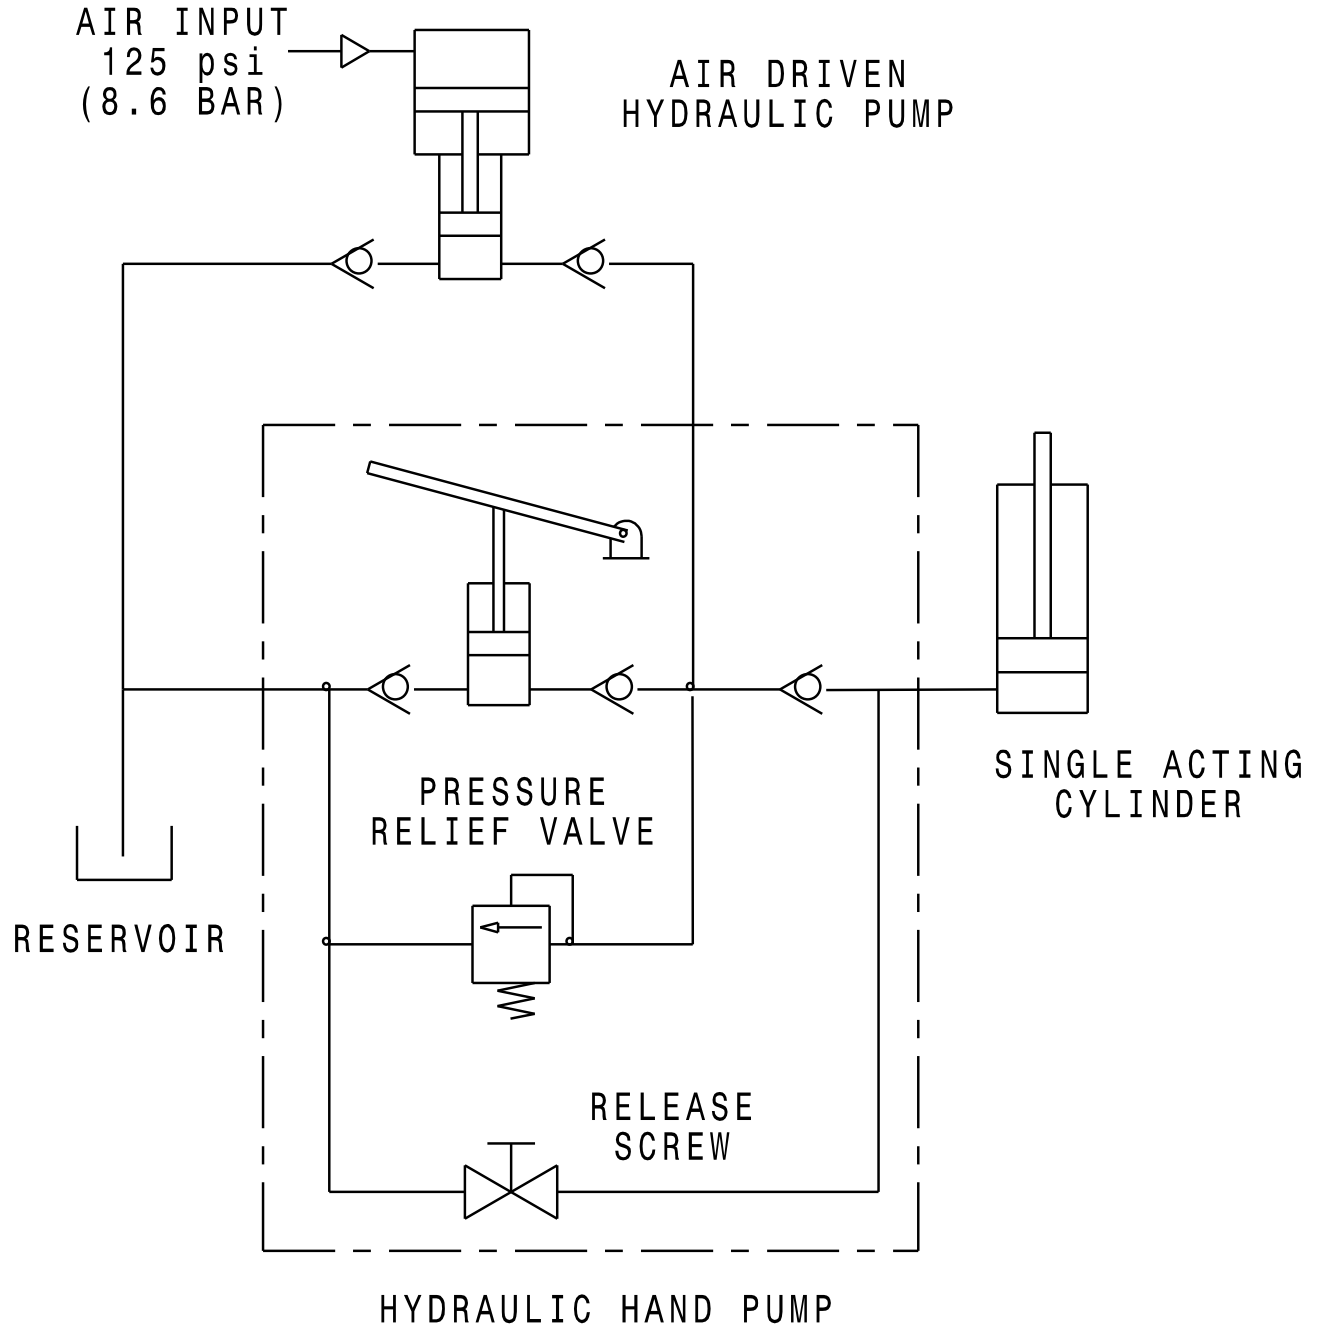 AIR INPUT
125 psi
(8.6 BAR)
AIR DRIVEN
HYDRAULIC PUMP
SINGLE ACTING
CYLINDER
PRESSURE
RELIEF VALVE
RESERVOIR
RELEASE
SCREW
HYDRAULIC HAND PUMP